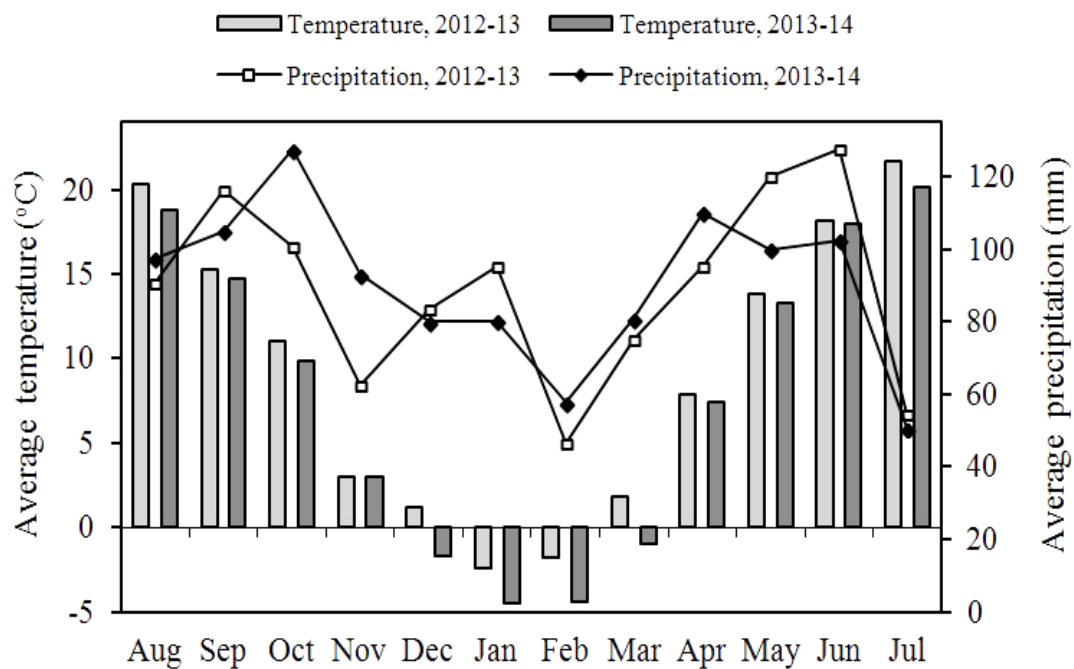 Temperature, 2012-13 Temperature, 2013-14
Precipitation, 2012-13 Precipitatiom, 2013-14
Average temperature (°C)
20
15
10
5
0
-5
120
100
80
60
40
20
0
Average precipitation (mm)
Aug Sep Oct Nov Dec Jan Feb Mar Apr May Jun Jul